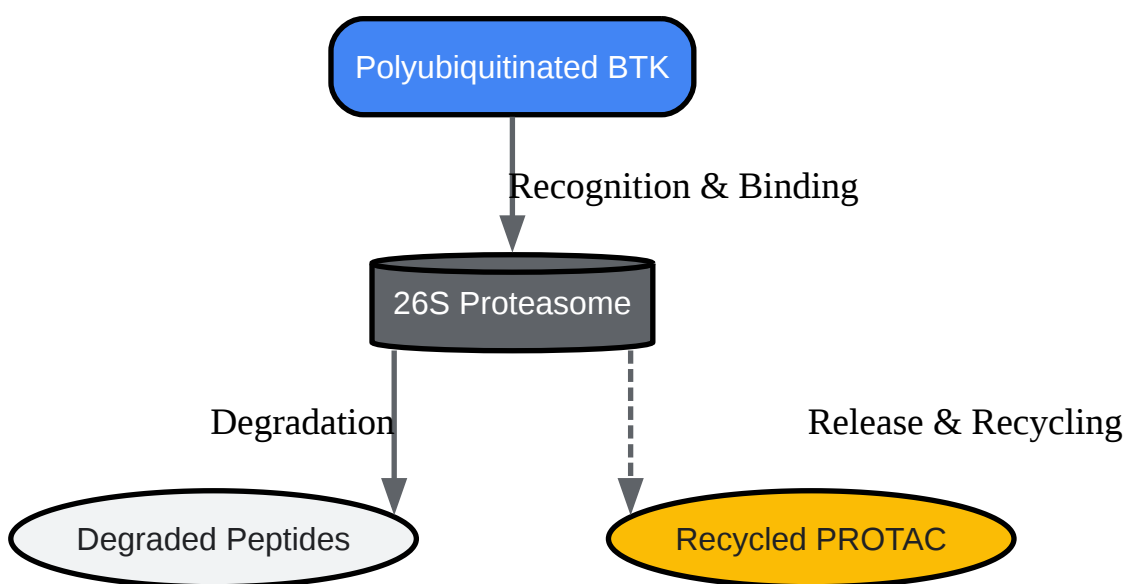 Polyubiquitinated BTK
Recognition & Binding
26S Proteasome
Degradation
Release & Recycling
Degraded Peptides
Recycled PROTAC